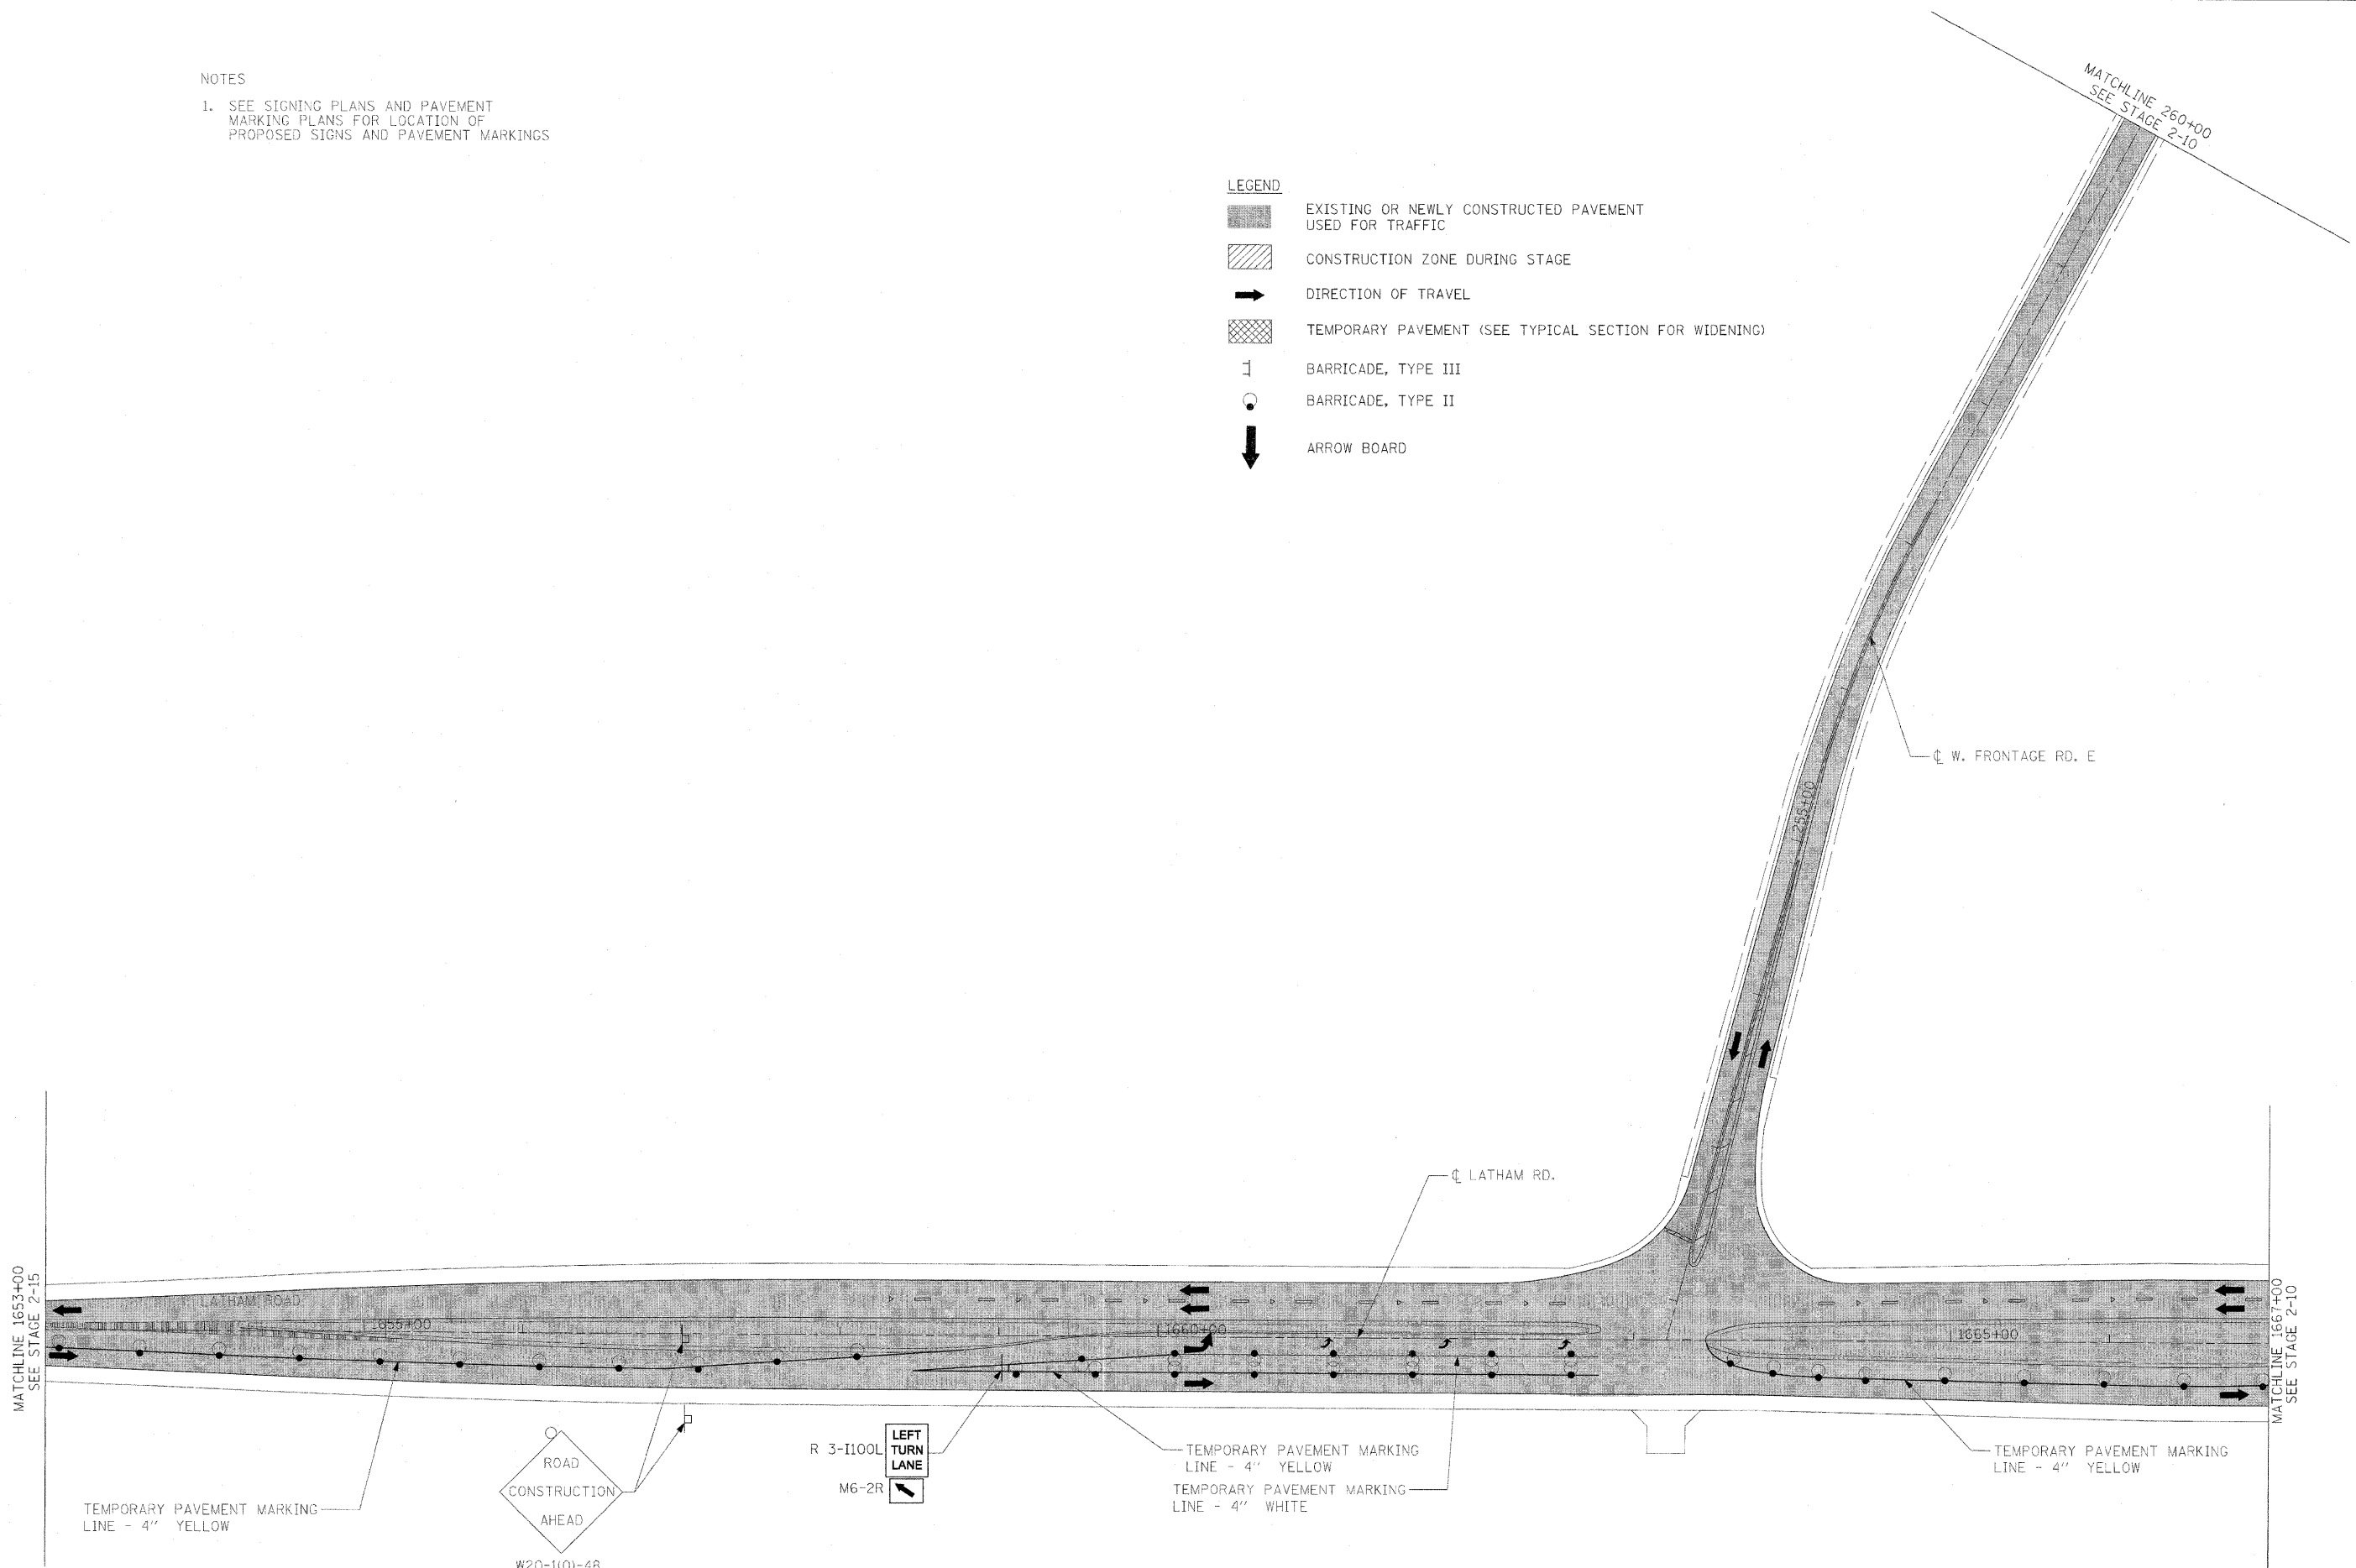 NOTES
1. SEE SIGNING PLANS AND PAVEMENT
MARKING PLANS FOR LOCATION OF
PROPOSED SIGNS AND PAVEMENT MARKINGS
MATCHLINE 260+00
SEE STAGE 2-10
LEGEND
EXISTING OR NEWLY CONSTRUCTED PAVEMENT
USED FOR TRAFFIC
CONSTRUCTION ZONE DURING STAGE
DIRECTION OF TRAVEL
TEMPORARY PAVEMENT (SEE TYPICAL SECTION FOR WIDENING)
BARRICADE, TYPE III
BARRICADE, TYPE II
ARROW BOARD
℄ W. FRONTAGE RD. E
255+00
℄ LATHAM RD.
MATCHLINE 1653+00
SEE STAGE 2-15
LATHAM ROAD
1655+00
1660+00
1665+00
MATCHLINE 1667+00
SEE STAGE 2-10
TEMPORARY PAVEMENT MARKING
LINE - 4" YELLOW
ROAD
CONSTRUCTION
AHEAD
W20-1(O)-48
R 3-I100L
LEFT
TURN
LANE
M6-2R
TEMPORARY PAVEMENT MARKING
LINE - 4" YELLOW
TEMPORARY PAVEMENT MARKING
LINE - 4" WHITE
TEMPORARY PAVEMENT MARKING
LINE - 4" YELLOW